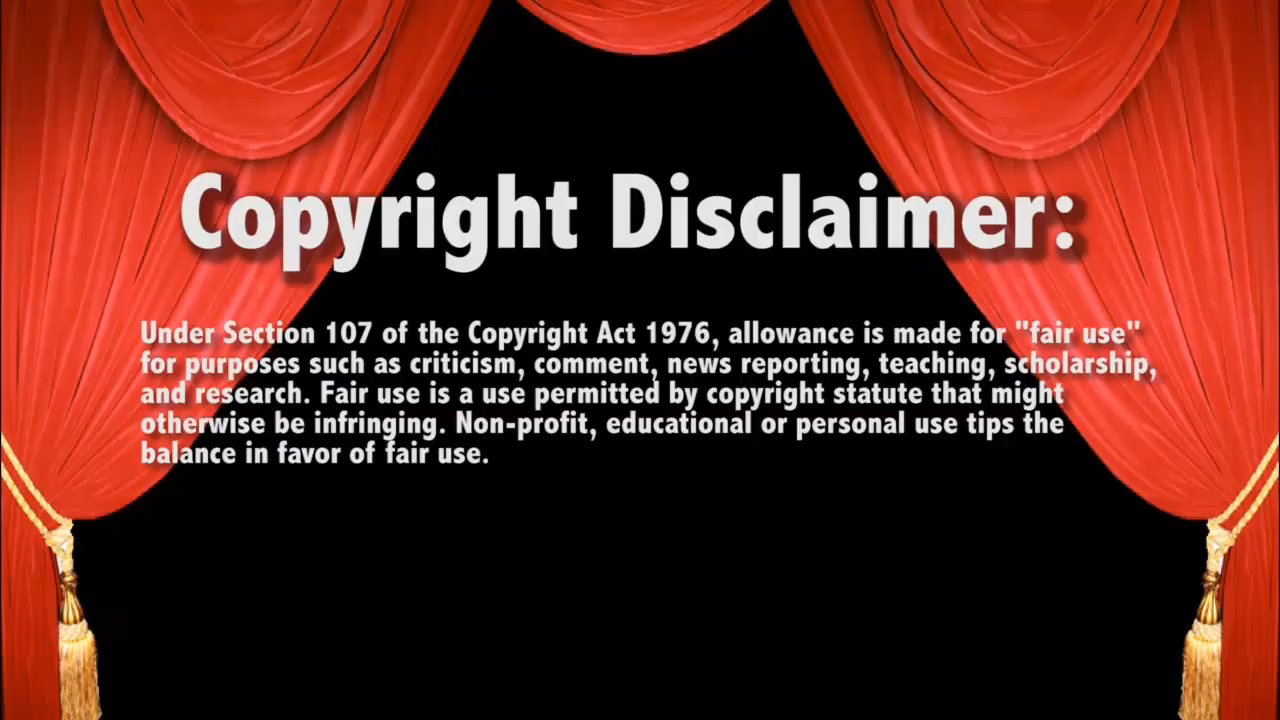 Copyright Disclaimer:
Under Section 107 of the Copyright Act 1976, allowance is made for "fair use"
for purposes such as criticism, comment, news reporting, teaching, scholarship,
and research. Fair use is a use permitted by copyright statute that might
otherwise be infringing. Non-profit, educational or personal use tips the
balance in favor of fair use.